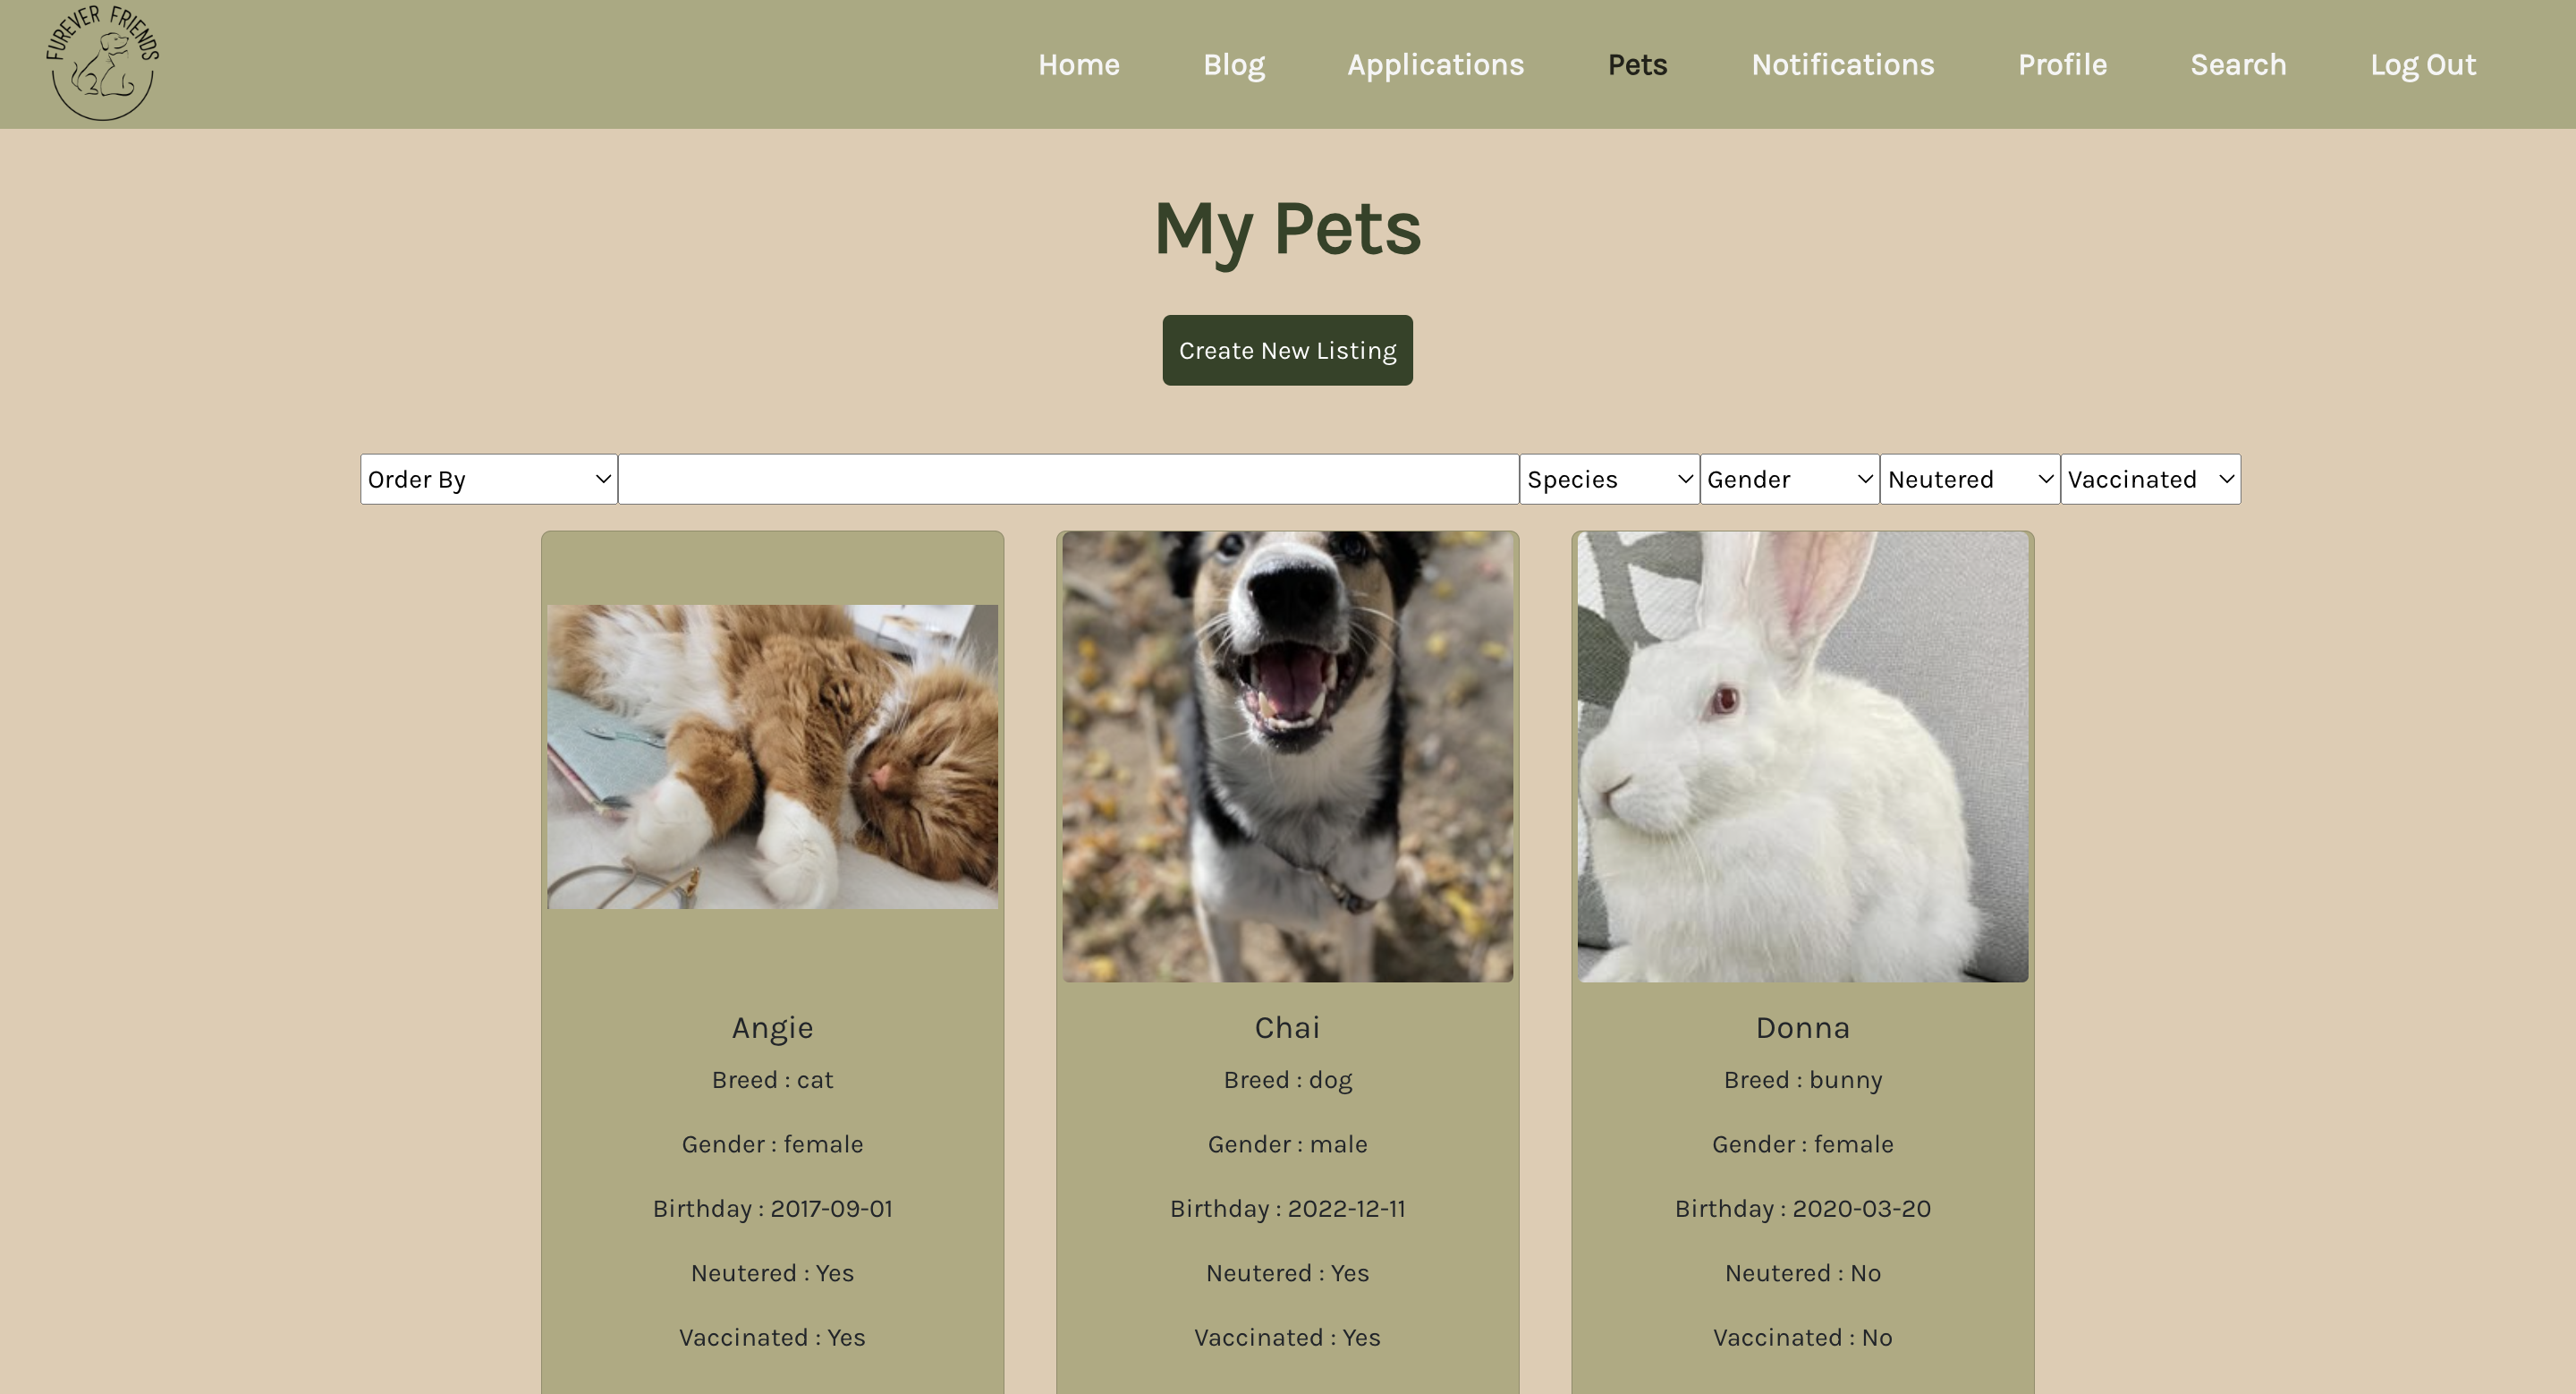 FUREVER FRIENDS
Home Blog Applications Pets Notifications Profile Search Log Out
My Pets
Create New Listing
Order By Species Gender Neutered Vaccinated
Angie
Breed : cat
Gender : female
Birthday : 2017-09-01
Neutered : Yes
Vaccinated : Yes
Chai
Breed : dog
Gender : male
Birthday : 2022-12-11
Neutered : Yes
Vaccinated : Yes
Donna
Breed : bunny
Gender : female
Birthday : 2020-03-20
Neutered : No
Vaccinated : No